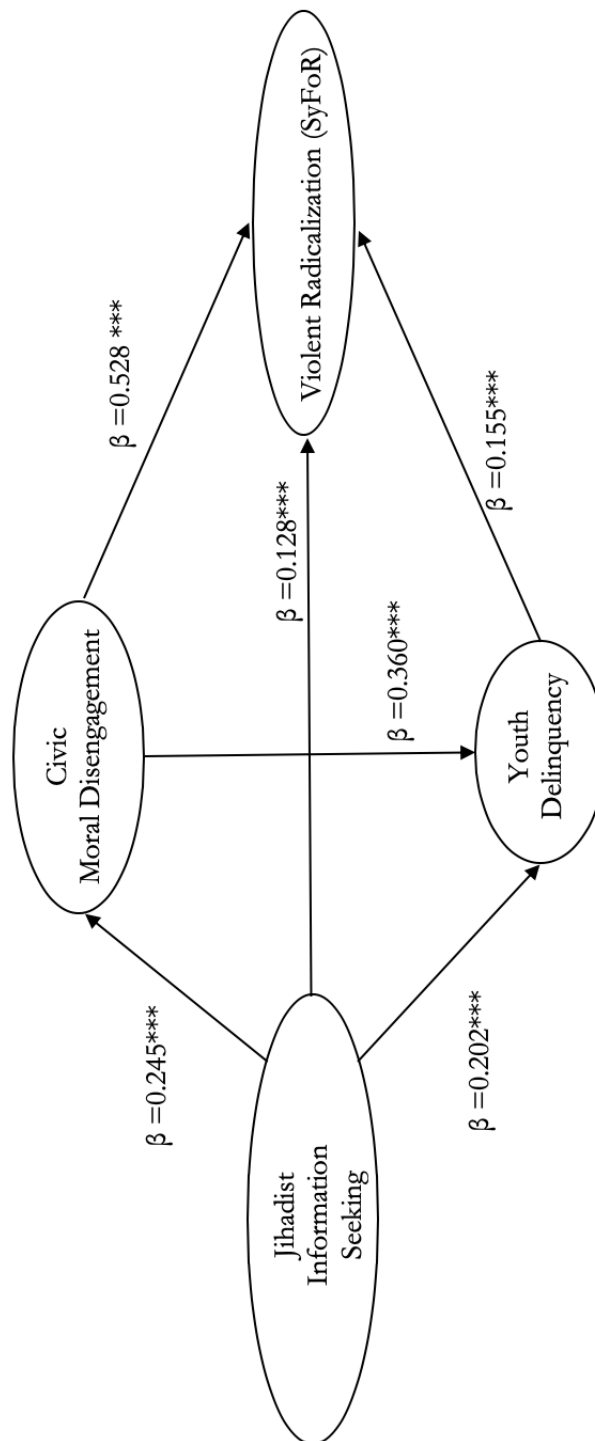 Civic
Moral Disengagement
β =0.245***
β =0.528 ***
Jihadist
Information
Seeking
β =0.128***
Violent Radicalization (SyFoR)
β =0.360***
β =0.202***
β =0.155***
Youth
Delinquency